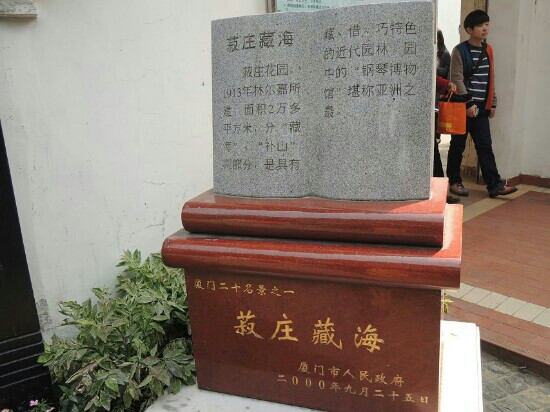 菽庄藏海
菽庄花园，
1913年林尔嘉所
造，面积2万多
平方米，分“藏
海”、“补山”
两部分，是具有
藏、借、巧特色
的近代园林，园
中的“钢琴博物
馆”堪称亚洲之
最。
厦门二十名景之一
菽庄藏海
厦门市人民政府
二000年九月二十五日